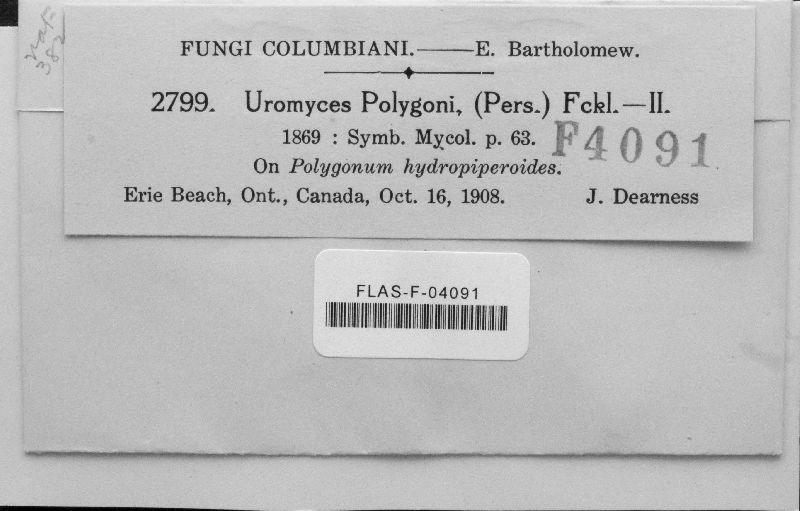 FUNGI COLUMBIANI.——E. Bartholomew.
2799. Uromyces Polygoni, (Pers.) Fckl.—II.
1869 : Symb. Mycol. p. 63.
F4091
On Polygonum hydropiperoides.
Erie Beach, Ont., Canada, Oct. 16, 1908. J. Dearness
FLAS-F-04091